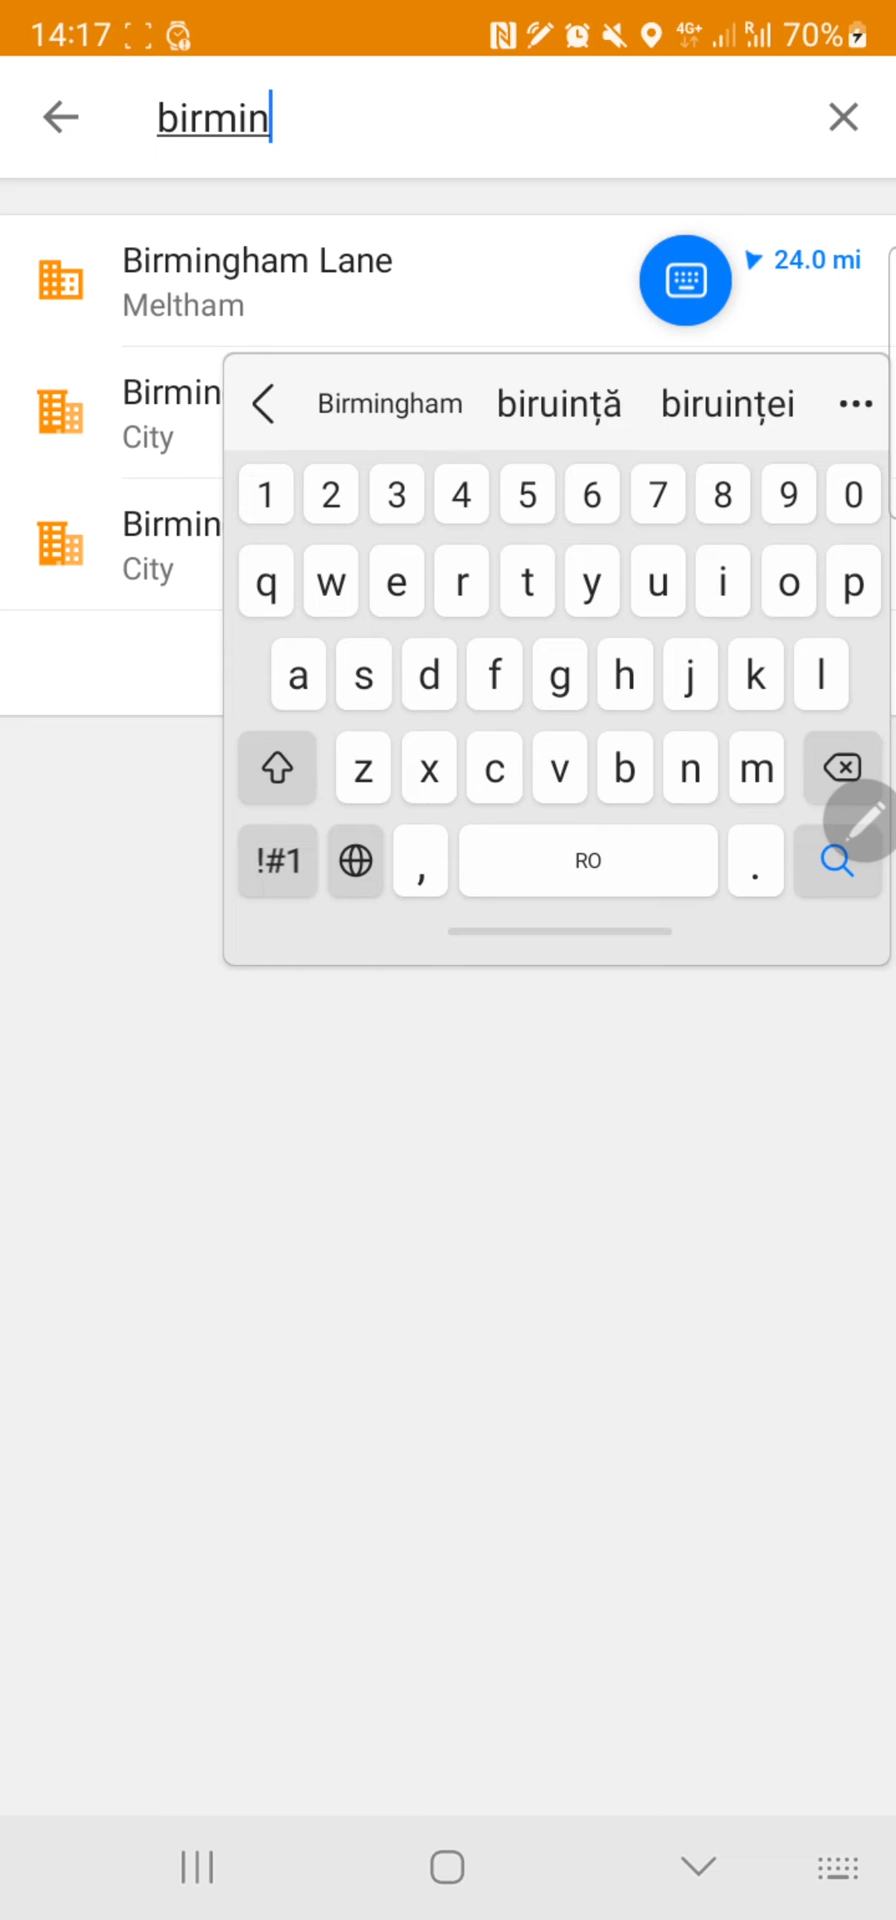 14:17 4G+ R 70%
birmin
Birmingham Lane
24.0 mi
Meltham
Birmin
City
Birmin
City
Birmingham biruință biruinței ...
1 2 3 4 5 6 7 8 9 0
q w e r t y u i o p
a s d f g h j k l
z x c v b n m
!#1 , RO .